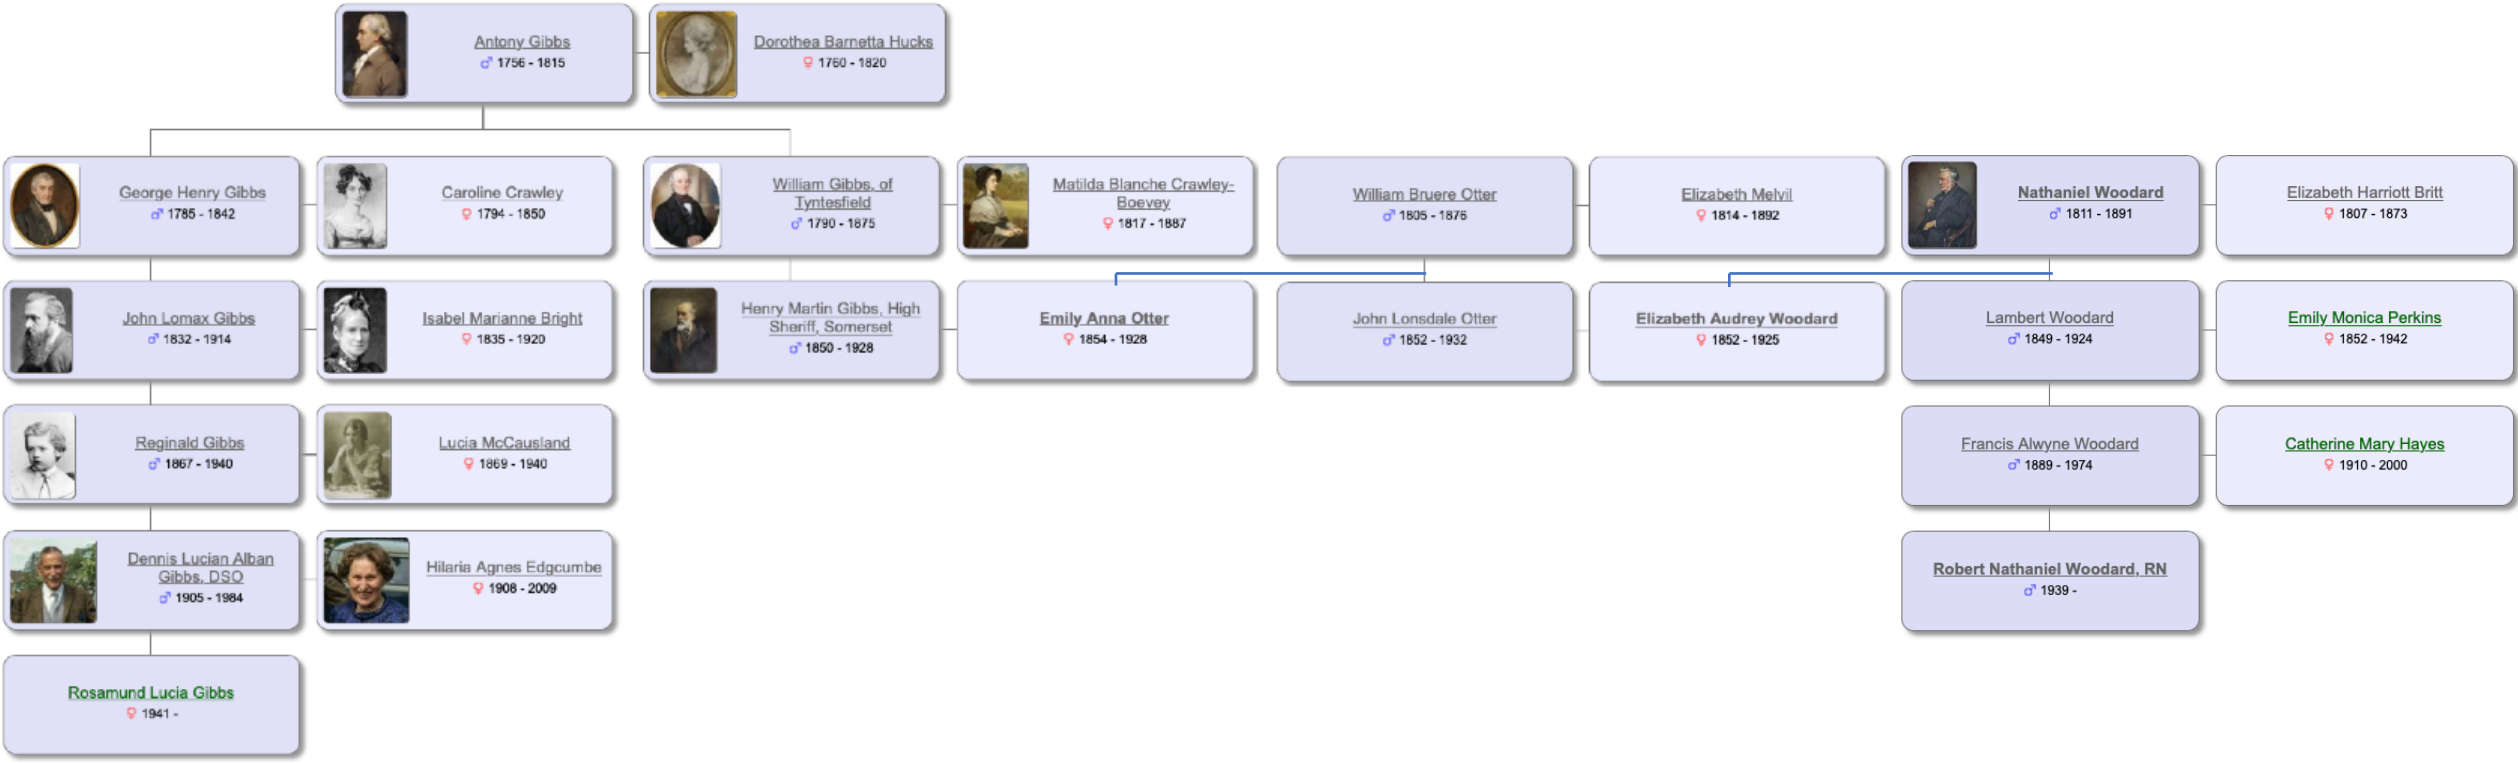 Antony Gibbs
♂ 1756 - 1815
Dorothea Barnetta Hucks
♀ 1760 - 1820
George Henry Gibbs
♂ 1785 - 1842
Caroline Crawley
♀ 1794 - 1850
William Gibbs, of
Tyntesfield
♂ 1790 - 1875
Matilda Blanche Crawley-
Boevey
♀ 1817 - 1887
William Bruere Otter
♂ 1805 - 1876
Elizabeth Melvil
♀ 1814 - 1892
Nathaniel Woodard
♂ 1811 - 1891
Elizabeth Harriott Britt
♀ 1807 - 1873
John Lomax Gibbs
♂ 1832 - 1914
Isabel Marianne Bright
♀ 1835 - 1920
Henry Martin Gibbs, High
Sheriff, Somerset
♂ 1850 - 1928
Emily Anna Otter
♀ 1854 - 1928
John Lonsdale Otter
♂ 1852 - 1932
Elizabeth Audrey Woodard
♀ 1852 - 1925
Lambert Woodard
♂ 1849 - 1924
Emily Monica Perkins
♀ 1852 - 1942
Reginald Gibbs
♂ 1867 - 1940
Lucia McCausland
♀ 1869 - 1940
Francis Alwyne Woodard
♂ 1889 - 1974
Catherine Mary Hayes
♀ 1910 - 2000
Dennis Lucian Alban
Gibbs, DSO
♂ 1905 - 1984
Hilaria Agnes Edgcumbe
♀ 1908 - 2009
Robert Nathaniel Woodard, RN
♂ 1939 -
Rosamund Lucia Gibbs
♀ 1941 -